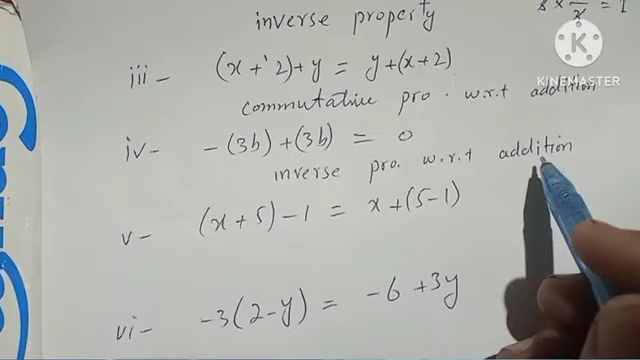 inverse property
8 × 1/x = 1
iii – (x + 2) + y = y + (x + 2)
commutative pro. w.r.t addition
K
KINEMASTER
iv – -(3b) + (3b) = 0
inverse pro. w.r.t addition
v – (x + 5) - 1 = x + (5 - 1)
vi – -3(2 - y) = -6 + 3y